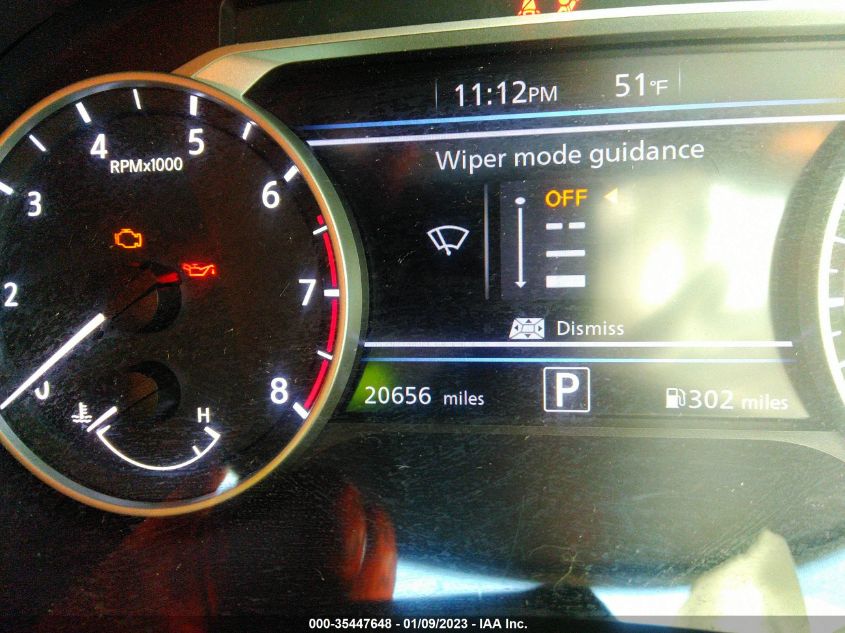 11:12PM 51°F
Wiper mode guidance
OFF
Dismiss
20656 miles P 302 miles
0 2 3 4 5 6 7 8
RPMx1000
H
000-35447648 - 01/09/2023 - IAA Inc.